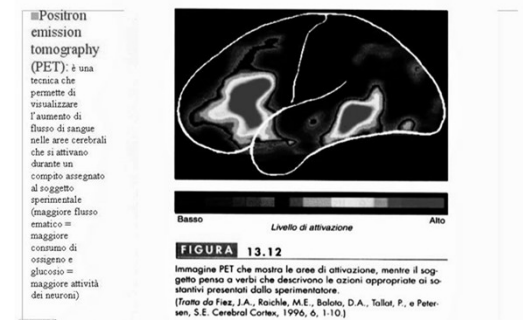 Positron
emission
tomography
(PET): è una
tecnica che
permette di
visualizzare
l'aumento di
flusso di sangue
nelle aree cerebrali
che si attivano
durante un
compito assegnato
al soggetto
sperimentale
(maggiore flusso
ematico =
maggiore
consumo di
ossigeno e
glucosio =
maggiore attività
dei neuroni)
Basso
Alto
Livello di attivazione
FIGURA 13.12
Immagine PET che mostra le aree di attivazione, mentre il sog-
getto pensa a verbi che descrivono le azioni appropriate ai so-
stantivi presentati dallo sperimentatore.
(Tratto da Fiez, J.A., Raichle, M.E., Balota, D.A., Tallat, P., e Peter-
sen, S.E. Cerebral Cortex, 1996, 6, 1-10.)